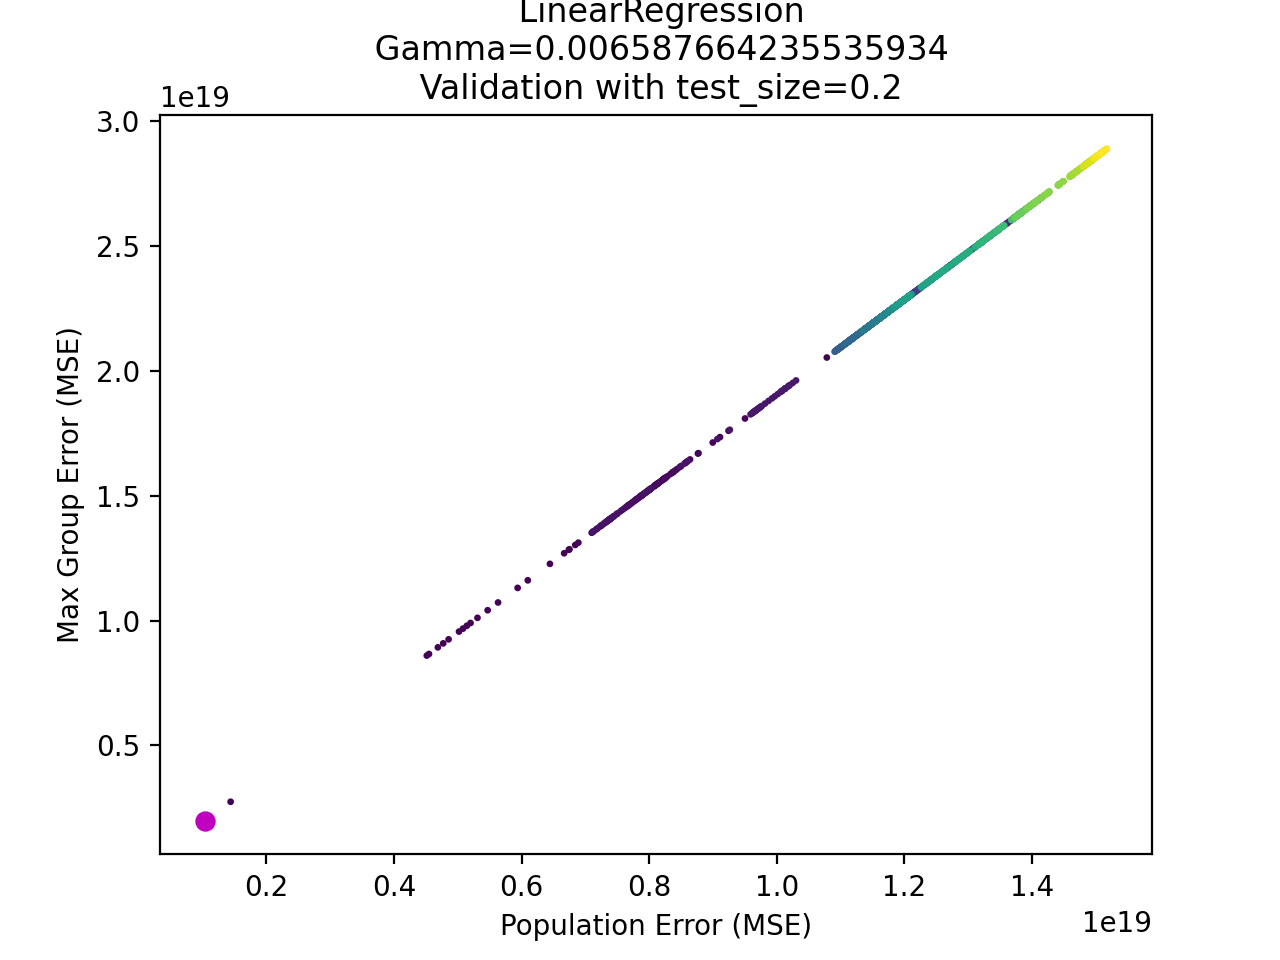 LinearRegression
Gamma=0.006587664235535934
Validation with test_size=0.2
1e19
3.0
2.5
2.0
1.5
1.0
0.5
Max Group Error (MSE)
0.2 0.4 0.6 0.8 1.0 1.2 1.4
1e19
Population Error (MSE)